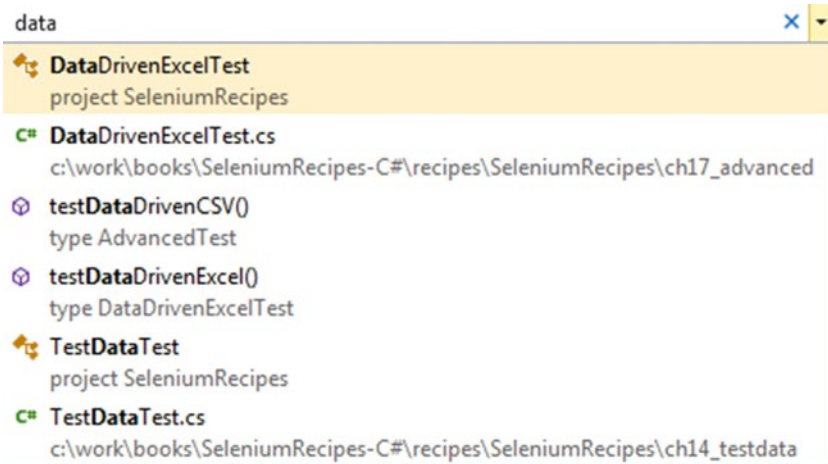 data
DataDrivenExcelTest
project SeleniumRecipes
C# DataDrivenExcelTest.cs
c:\work\books\SeleniumRecipes-C#\recipes\SeleniumRecipes\ch17_advanced
testDataDrivenCSV()
type AdvancedTest
testDataDrivenExcel()
type DataDrivenExcelTest
TestDataTest
project SeleniumRecipes
C# TestDataTest.cs
c:\work\books\SeleniumRecipes-C#\recipes\SeleniumRecipes\ch14_testdata